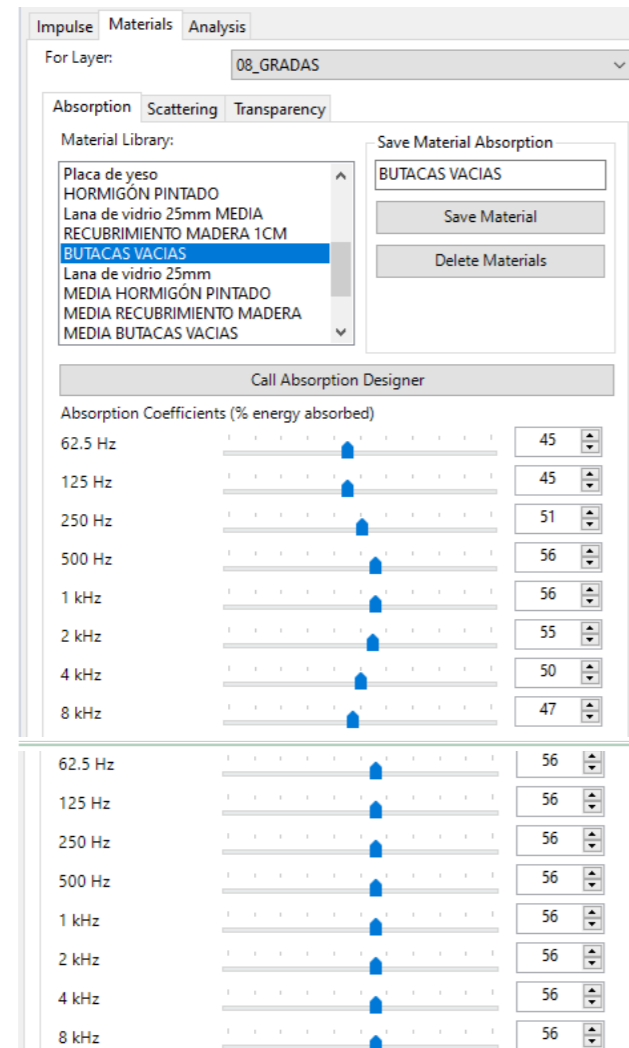 Impulse Materials Analysis
For Layer: 08_GRADAS
Absorption Scattering Transparency
Material Library:
Placa de yeso
HORMIGÓN PINTADO
Lana de vidrio 25mm MEDIA
RECUBRIMIENTO MADERA 1CM
BUTACAS VACIAS
Lana de vidrio 25mm
MEDIA HORMIGÓN PINTADO
MEDIA RECUBRIMIENTO MADERA
MEDIA BUTACAS VACIAS
Save Material Absorption
BUTACAS VACIAS
Save Material
Delete Materials
Call Absorption Designer
Absorption Coefficients (% energy absorbed)
62.5 Hz 45
125 Hz 45
250 Hz 51
500 Hz 56
1 kHz 56
2 kHz 55
4 kHz 50
8 kHz 47
62.5 Hz 56
125 Hz 56
250 Hz 56
500 Hz 56
1 kHz 56
2 kHz 56
4 kHz 56
8 kHz 56